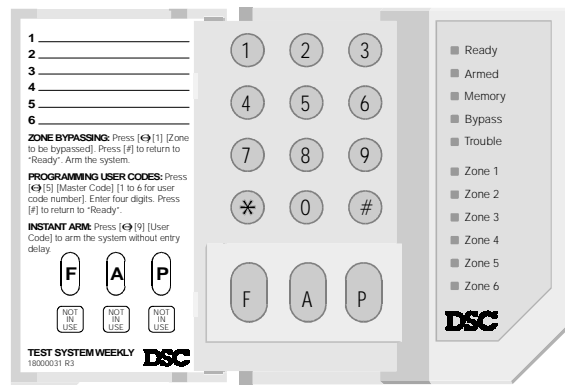 1
2
3
4
5
6
ZONE BYPASSING: Press [✱] [1] [Zone
to be bypassed]. Press [#] to return to
"Ready". Arm the system.
PROGRAMMING USER CODES: Press
[✱] [5] [Master Code] [1 to 6 for user
code number]. Enter four digits. Press
[#] to return to "Ready".
INSTANT ARM: Press [✱] [9] [User
Code] to arm the system without entry
delay.
F A P
NOT IN USE
NOT IN USE
NOT IN USE
TEST SYSTEM WEEKLY
18000031 R3
DSC
1 2 3
4 5 6
7 8 9
✱ 0 #
F A P
Ready
Armed
Memory
Bypass
Trouble
Zone 1
Zone 2
Zone 3
Zone 4
Zone 5
Zone 6
DSC